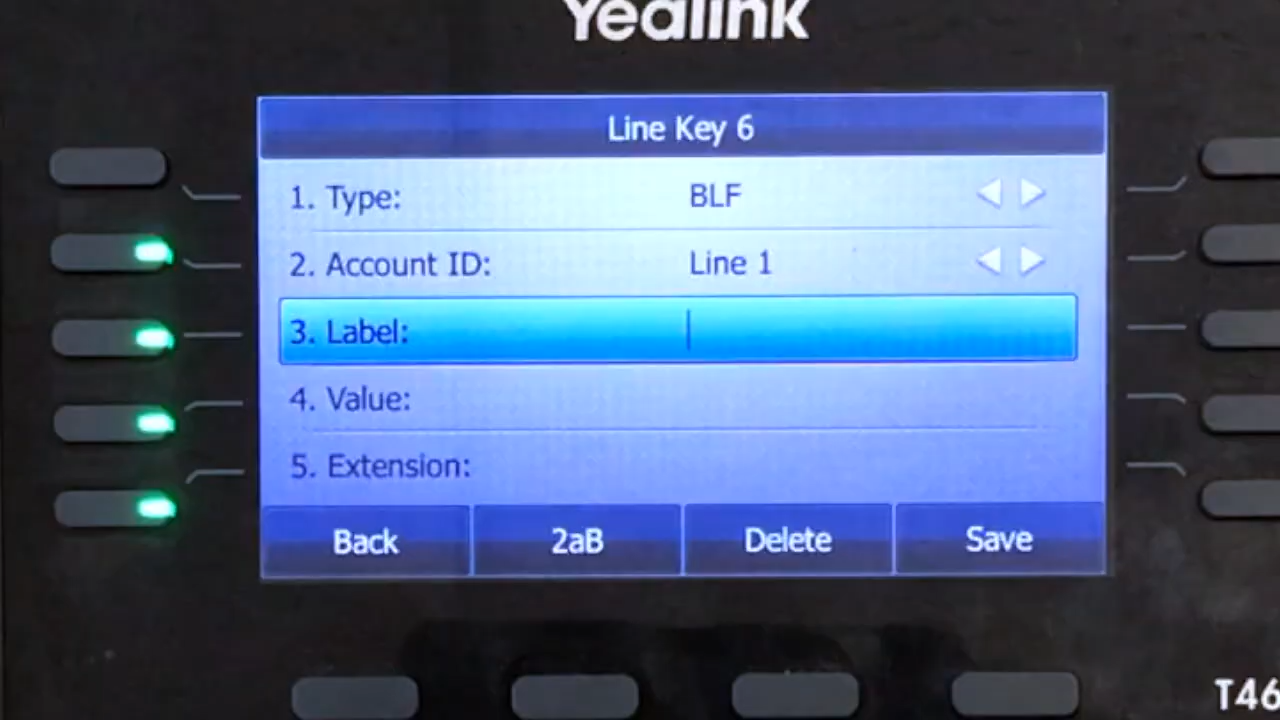 Yealink
Line Key 6
1. Type: BLF
2. Account ID: Line 1
3. Label:
4. Value:
5. Extension:
Back 2aB Delete Save
T46